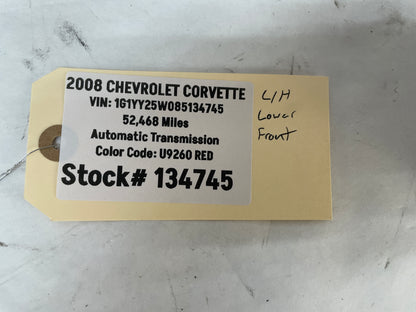 2008 CHEVROLET CORVETTE
VIN: 1G1YY25W085134745
52,468 Miles
Automatic Transmission
Color Code: U9260 RED
Stock# 134745
L/H
Lower
Front